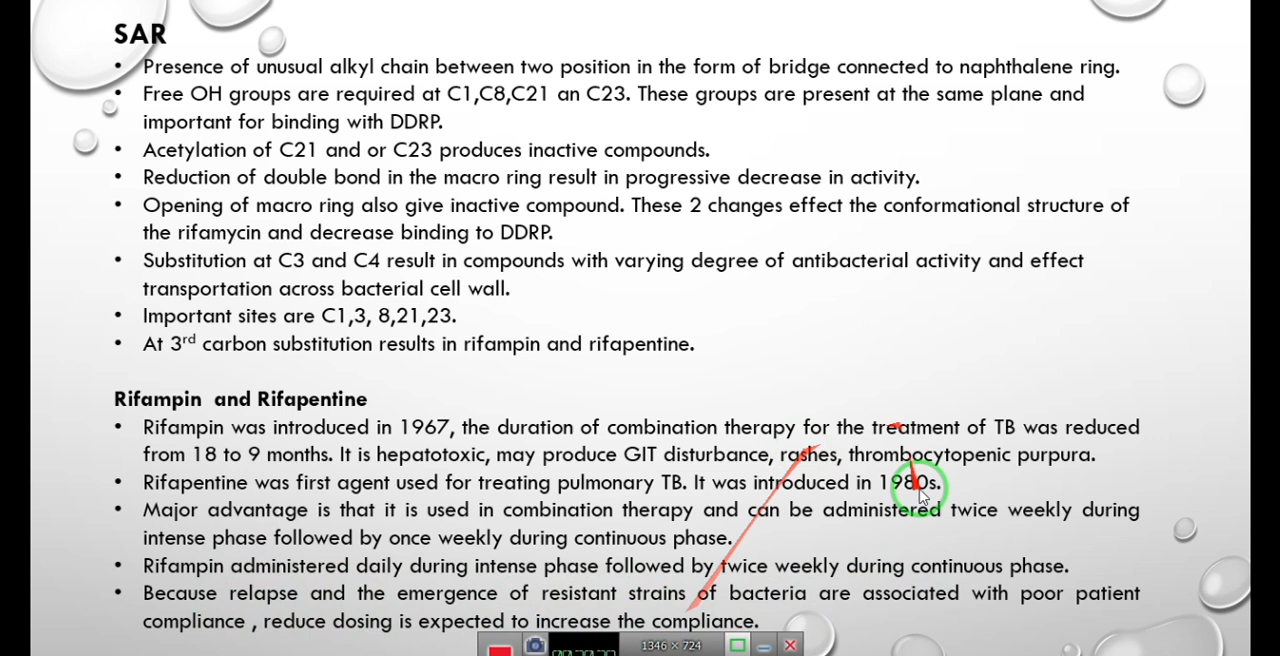 SAR
• Presence of unusual alkyl chain between two position in the form of bridge connected to naphthalene ring.
• Free OH groups are required at C1,C8,C21 an C23. These groups are present at the same plane and
important for binding with DDRP.
• Acetylation of C21 and or C23 produces inactive compounds.
• Reduction of double bond in the macro ring result in progressive decrease in activity.
• Opening of macro ring also give inactive compound. These 2 changes effect the conformational structure of
the rifamycin and decrease binding to DDRP.
• Substitution at C3 and C4 result in compounds with varying degree of antibacterial activity and effect
transportation across bacterial cell wall.
• Important sites are C1,3, 8,21,23.
• At 3rd carbon substitution results in rifampin and rifapentine.
Rifampin and Rifapentine
• Rifampin was introduced in 1967, the duration of combination therapy for the treatment of TB was reduced
from 18 to 9 months. It is hepatotoxic, may produce GIT disturbance, rashes, thrombocytopenic purpura.
• Rifapentine was first agent used for treating pulmonary TB. It was introduced in 1980s.
• Major advantage is that it is used in combination therapy and can be administered twice weekly during
intense phase followed by once weekly during continuous phase.
• Rifampin administered daily during intense phase followed by twice weekly during continuous phase.
• Because relapse and the emergence of resistant strains of bacteria are associated with poor patient
compliance , reduce dosing is expected to increase the compliance.
1346 × 724